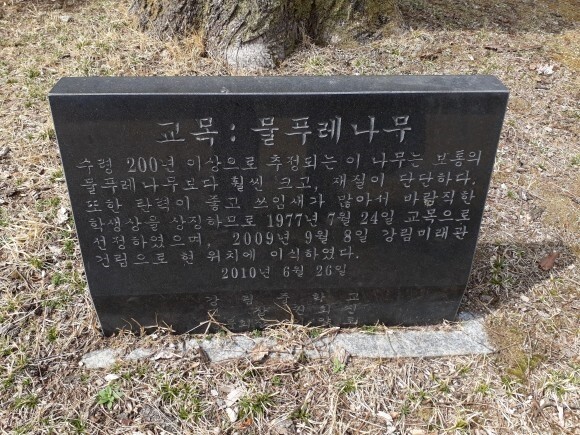 교목 : 물푸레나무
수령 200년 이상으로 추정되는 이 나무는 보통의
물푸레나무보다 훨씬 크고, 재질이 단단하다.
또한 탄력이 좋고 쓰임새가 많아서 바람직한
학생상을 상징하므로 1977년 7월 24일 교목으로
선정하였으며, 2009년 9월 8일 강림미래관
건립으로 현 위치에 이식하였다.
2010년 6월 26일
강림중학교